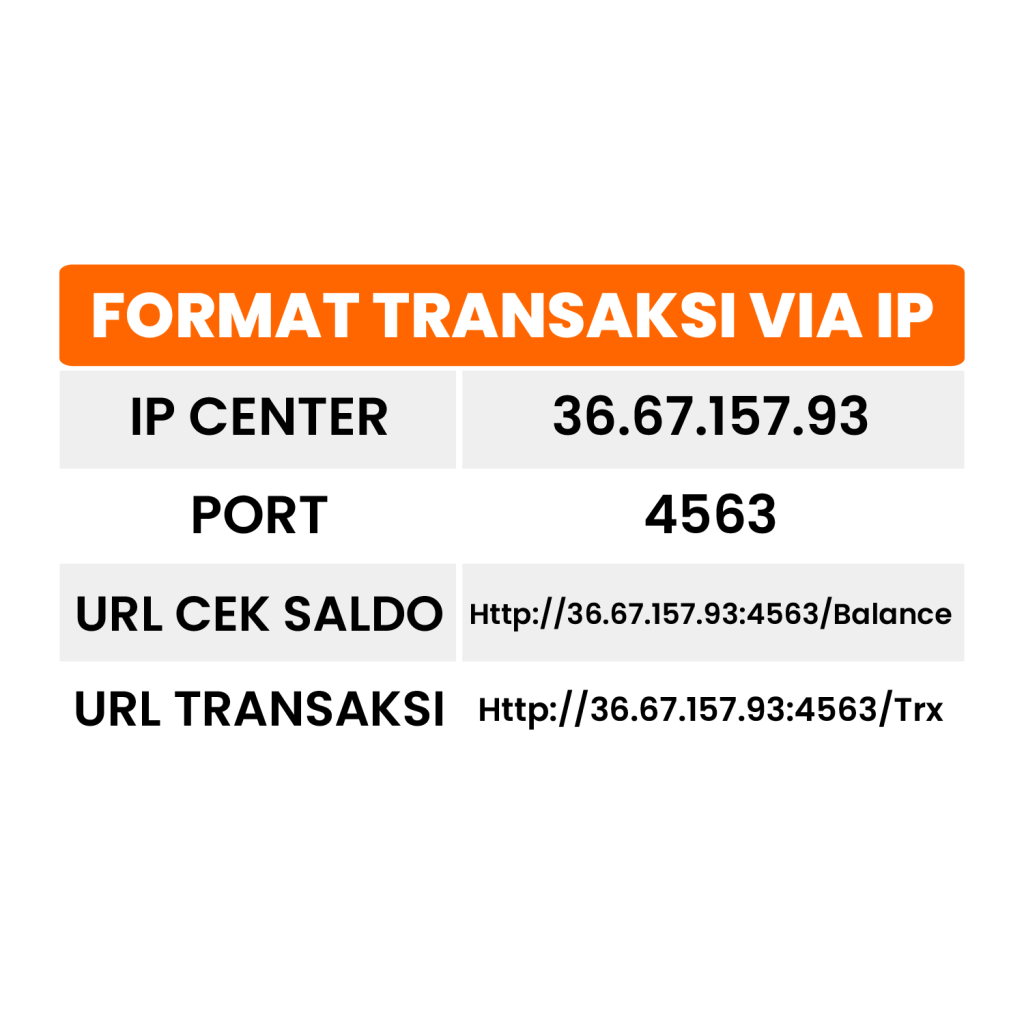 FORMAT TRANSAKSI VIA IP
IP CENTER 36.67.157.93
PORT 4563
URL CEK SALDO Http://36.67.157.93:4563/Balance
URL TRANSAKSI Http://36.67.157.93:4563/Trx